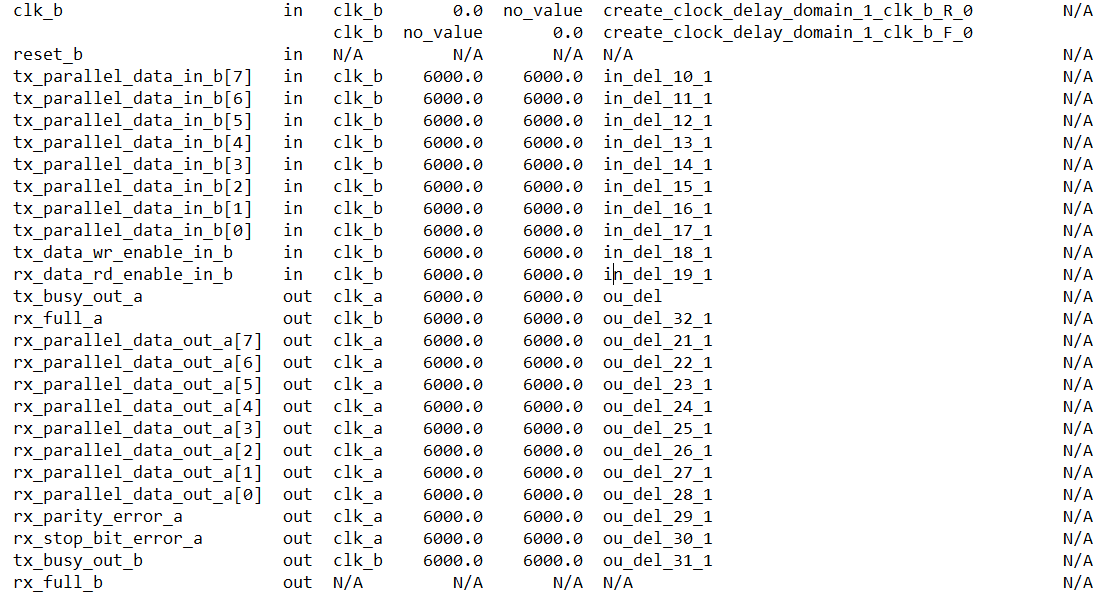 clk_b in clk_b 0.0 no_value create_clock_delay_domain_1_clk_b_R_0 N/A
clk_b no_value 0.0 create_clock_delay_domain_1_clk_b_F_0
reset_b in N/A N/A N/A N/A N/A
tx_parallel_data_in_b[7] in clk_b 6000.0 6000.0 in_del_10_1 N/A
tx_parallel_data_in_b[6] in clk_b 6000.0 6000.0 in_del_11_1 N/A
tx_parallel_data_in_b[5] in clk_b 6000.0 6000.0 in_del_12_1 N/A
tx_parallel_data_in_b[4] in clk_b 6000.0 6000.0 in_del_13_1 N/A
tx_parallel_data_in_b[3] in clk_b 6000.0 6000.0 in_del_14_1 N/A
tx_parallel_data_in_b[2] in clk_b 6000.0 6000.0 in_del_15_1 N/A
tx_parallel_data_in_b[1] in clk_b 6000.0 6000.0 in_del_16_1 N/A
tx_parallel_data_in_b[0] in clk_b 6000.0 6000.0 in_del_17_1 N/A
tx_data_wr_enable_in_b in clk_b 6000.0 6000.0 in_del_18_1 N/A
rx_data_rd_enable_in_b in clk_b 6000.0 6000.0 in_del_19_1 N/A
tx_busy_out_a out clk_a 6000.0 6000.0 ou_del N/A
rx_full_a out clk_b 6000.0 6000.0 ou_del_32_1 N/A
rx_parallel_data_out_a[7] out clk_a 6000.0 6000.0 ou_del_21_1 N/A
rx_parallel_data_out_a[6] out clk_a 6000.0 6000.0 ou_del_22_1 N/A
rx_parallel_data_out_a[5] out clk_a 6000.0 6000.0 ou_del_23_1 N/A
rx_parallel_data_out_a[4] out clk_a 6000.0 6000.0 ou_del_24_1 N/A
rx_parallel_data_out_a[3] out clk_a 6000.0 6000.0 ou_del_25_1 N/A
rx_parallel_data_out_a[2] out clk_a 6000.0 6000.0 ou_del_26_1 N/A
rx_parallel_data_out_a[1] out clk_a 6000.0 6000.0 ou_del_27_1 N/A
rx_parallel_data_out_a[0] out clk_a 6000.0 6000.0 ou_del_28_1 N/A
rx_parity_error_a out clk_a 6000.0 6000.0 ou_del_29_1 N/A
rx_stop_bit_error_a out clk_a 6000.0 6000.0 ou_del_30_1 N/A
tx_busy_out_b out clk_b 6000.0 6000.0 ou_del_31_1 N/A
rx_full_b out N/A N/A N/A N/A N/A